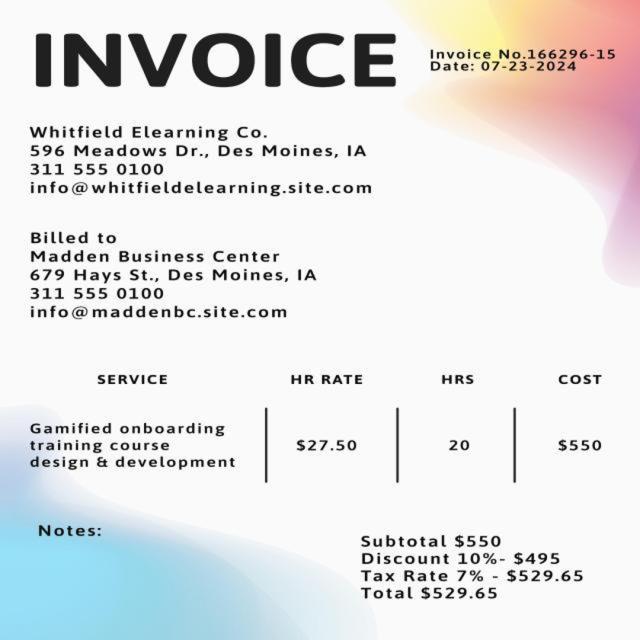 INVOICE
Invoice No.166296-15
Date: 07-23-2024
Whitfield Elearning Co.
596 Meadows Dr., Des Moines, IA
311 555 0100
info@whitfieldelearning.site.com
Billed to
Madden Business Center
679 Hays St., Des Moines, IA
311 555 0100
info@maddenbc.site.com
SERVICE HR RATE HRS COST
Gamified onboarding
training course
design & development
$27.50 20 $550
Notes:
Subtotal $550
Discount 10%- $495
Tax Rate 7% - $529.65
Total $529.65